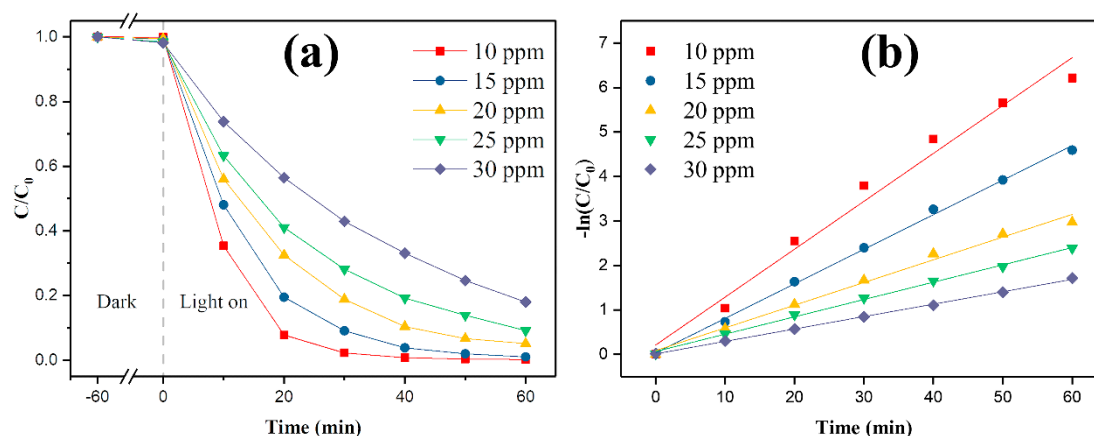 (a)
1.0
0.8
0.6
0.4
0.2
0.0
C/C0
10 ppm
15 ppm
20 ppm
25 ppm
30 ppm
Dark
Light on
-60
0
20
40
60
Time (min)
(b)
7
6
5
4
3
2
1
0
-ln(C/C0)
10 ppm
15 ppm
20 ppm
25 ppm
30 ppm
0
10
20
30
40
50
60
Time (min)